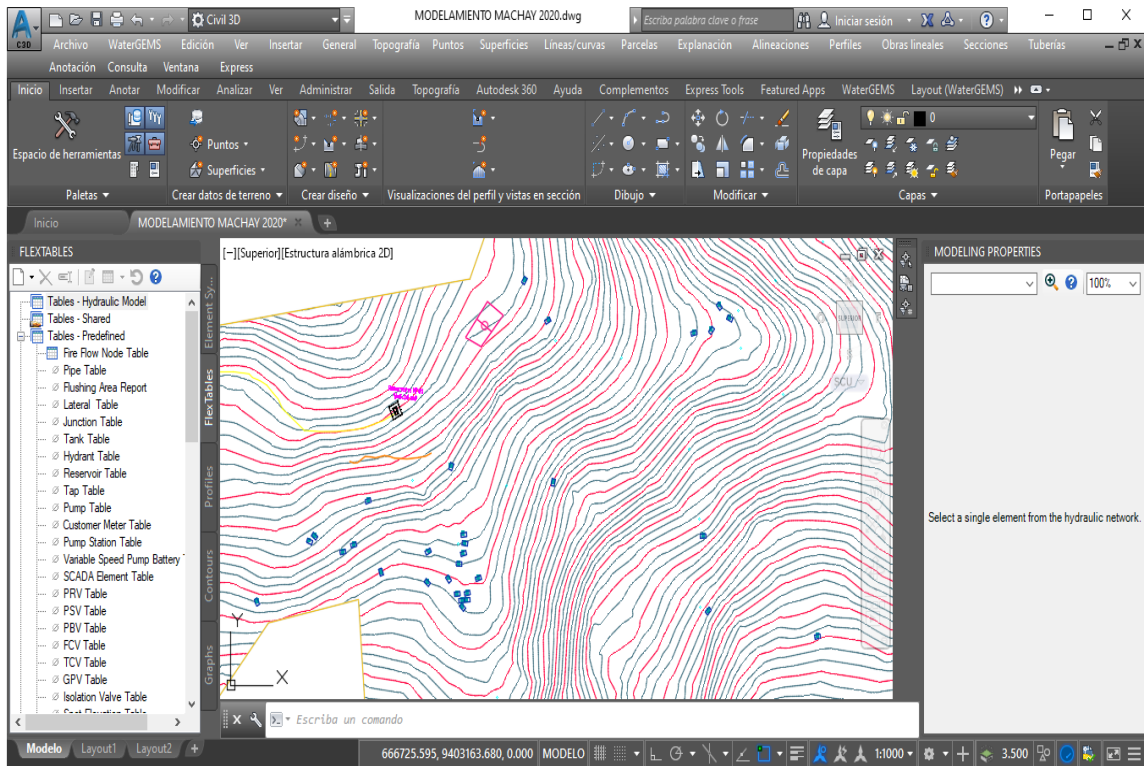 Civil 3D
MODELAMIENTO MACHAY 2020.dwg
Escriba palabra clave o frase
Iniciar sesión
C3D
Archivo WaterGEMS Edición Ver Insertar General Topografía Puntos Superficies Líneas/curvas Parcelas Explanación Alineaciones Perfiles Obras lineales Secciones Tuberías
Anotación Consulta Ventana Express
Inicio Insertar Anotar Modificar Analizar Ver Administrar Salida Topografía Autodesk 360 Ayuda Complementos Express Tools Featured Apps WaterGEMS Layout (WaterGEMS)
0
Puntos
Espacio de herramientas
Propiedades
de capa
Pegar
Superficies
Paletas Crear datos de terreno Crear diseño Visualizaciones del perfil y vistas en sección Dibujo Modificar Capas Portapapeles
Inicio MODELAMIENTO MACHAY 2020*
FLEXTABLES
[−][Superior][Estructura alámbrica 2D]
MODELING PROPERTIES
100%
Tables - Hydraulic Model
Tables - Shared
Tables - Predefined
Fire Flow Node Table
Pipe Table
Flushing Area Report
Lateral Table
Junction Table
Tank Table
Hydrant Table
Reservoir Table
Tap Table
Pump Table
Customer Meter Table
Pump Station Table
Variable Speed Pump Battery
SCADA Element Table
PRV Table
PSV Table
PBV Table
FCV Table
TCV Table
GPV Table
Isolation Valve Table
Spot Elevation Table
Element Sy...
FlexTables
Profiles
Contours
Graphs
SUPERIOR
SCU
Y
X
Select a single element from the hydraulic network.
Escriba un comando
Modelo Layout1 Layout2
666725.595, 9403163.680, 0.000 MODELO 1:1000 3.500